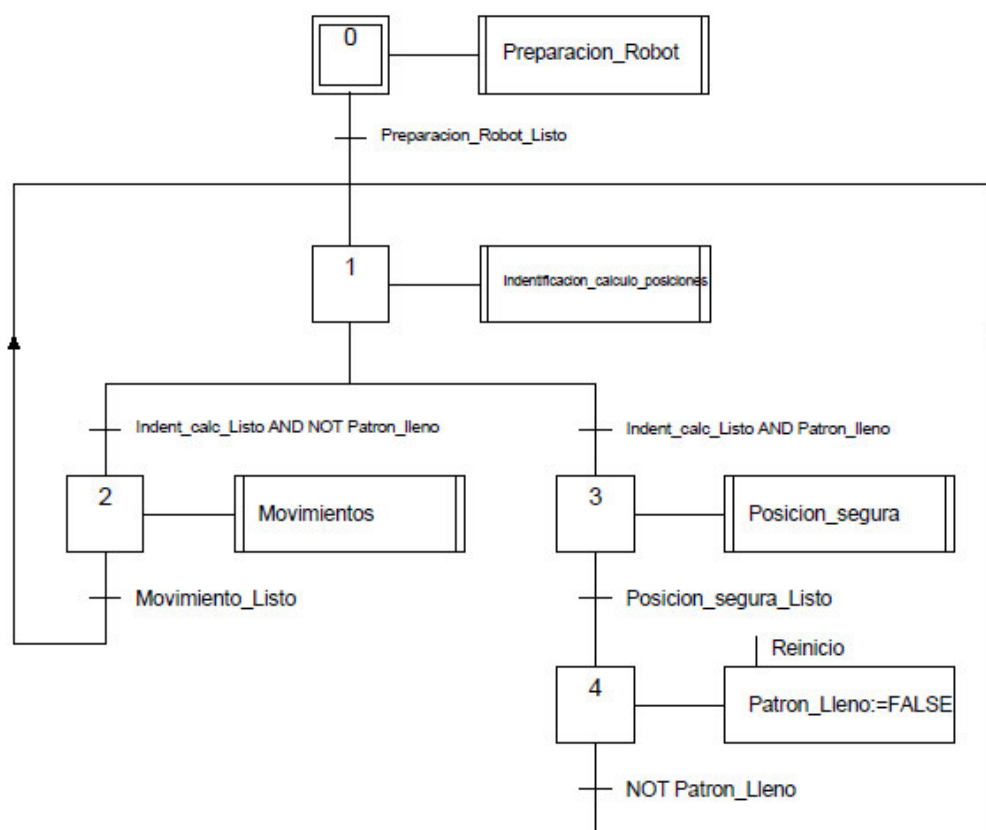 0
Preparacion_Robot
Preparacion_Robot_Listo
1
Indentificacion_calculo_posiciones
Indent_calc_Listo AND NOT Patron_lleno
Indent_calc_Listo AND Patron_lleno
2
Movimientos
3
Posicion_segura
Movimiento_Listo
Posicion_segura_Listo
Reinicio
4
Patron_Lleno:=FALSE
NOT Patron_Lleno